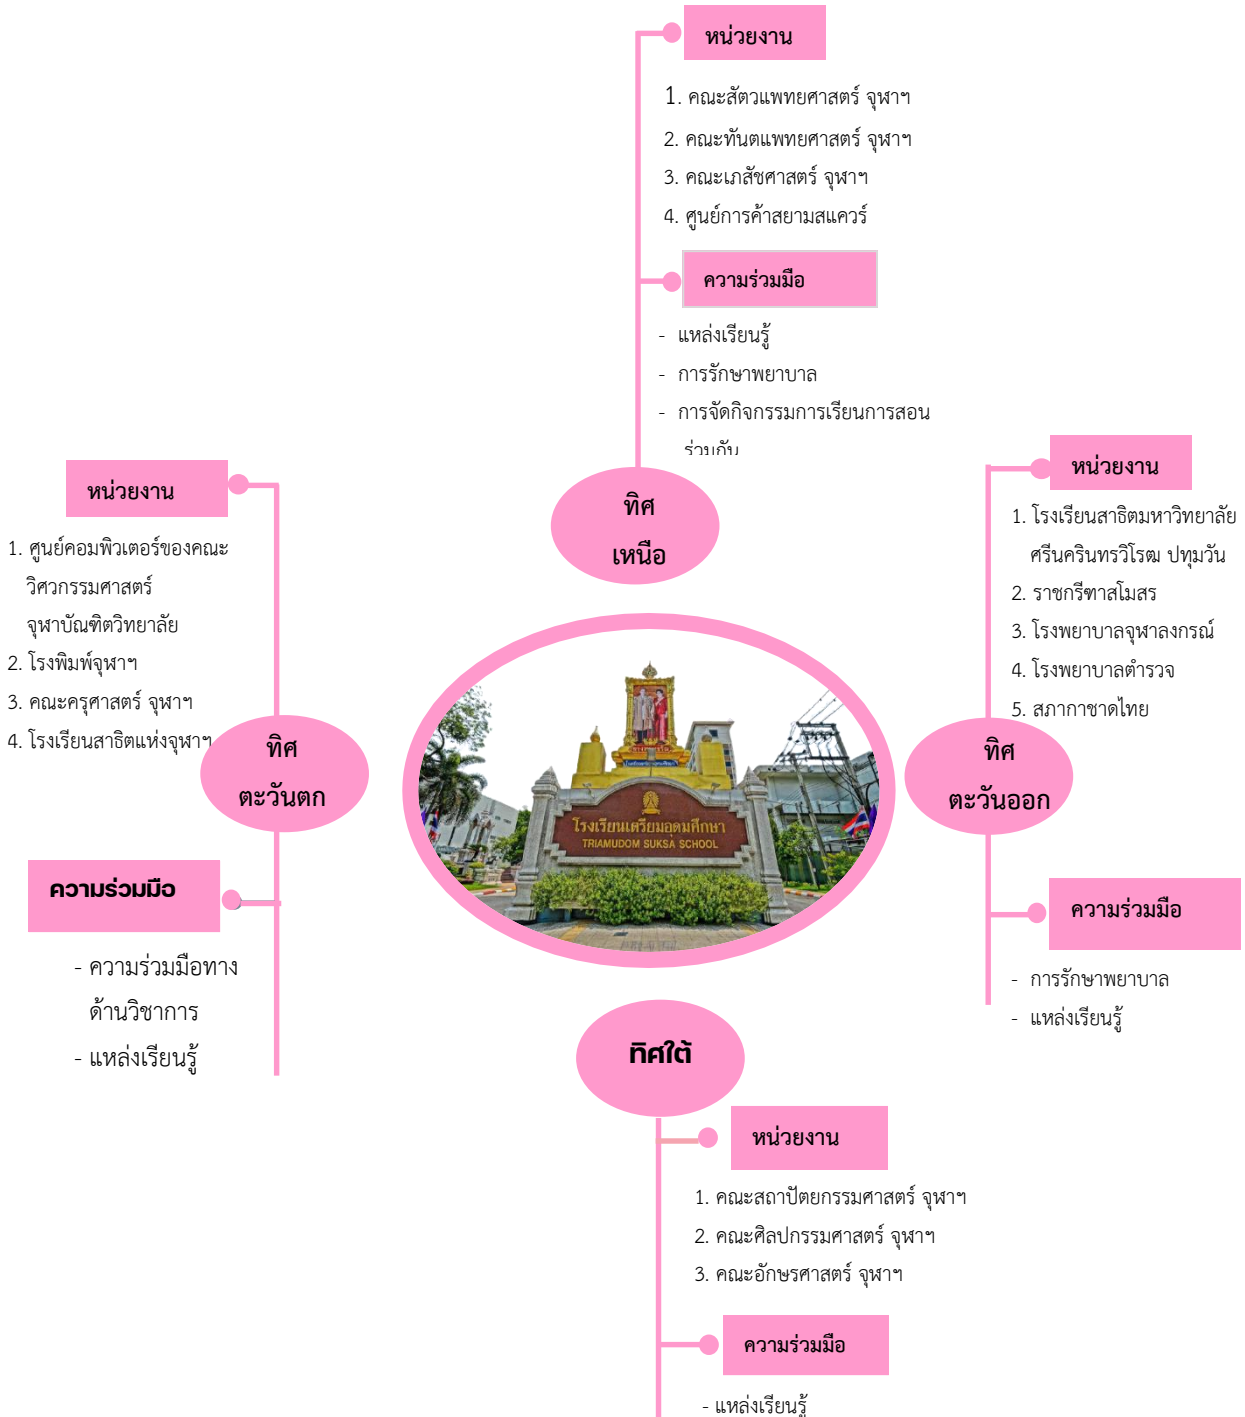 หน่วยงาน
1. คณะสัตวแพทยศาสตร์ จุฬาฯ
2. คณะทันตแพทยศาสตร์ จุฬาฯ
3. คณะเภสัชศาสตร์ จุฬาฯ
4. ศูนย์การค้าสยามสแควร์
ความร่วมมือ
- แหล่งเรียนรู้
- การรักษาพยาบาล
- การจัดกิจกรรมการเรียนการสอน
ร่วมกับ
ทิศ
เหนือ
หน่วยงาน
1. ศูนย์คอมพิวเตอร์ของคณะ
วิศวกรรมศาสตร์
จุฬาบัณฑิตวิทยาลัย
2. โรงพิมพ์จุฬาฯ
3. คณะครุศาสตร์ จุฬาฯ
4. โรงเรียนสาธิตแห่งจุฬาฯ
ทิศ
ตะวันตก
ความร่วมมือ
- ความร่วมมือทาง
ด้านวิชาการ
- แหล่งเรียนรู้
โรงเรียนเตรียมอุดมศึกษา
TRIAMUDOM SUKSA SCHOOL
หน่วยงาน
1. โรงเรียนสาธิตมหาวิทยาลัย
ศรีนครินทรวิโรฒ ปทุมวัน
2. ราชกรีฑาสโมสร
3. โรงพยาบาลจุฬาลงกรณ์
4. โรงพยาบาลตำรวจ
5. สภากาชาดไทย
ทิศ
ตะวันออก
ความร่วมมือ
- การรักษาพยาบาล
- แหล่งเรียนรู้
ทิศใต้
หน่วยงาน
1. คณะสถาปัตยกรรมศาสตร์ จุฬาฯ
2. คณะศิลปกรรมศาสตร์ จุฬาฯ
3. คณะอักษรศาสตร์ จุฬาฯ
ความร่วมมือ
- แหล่งเรียนรู้